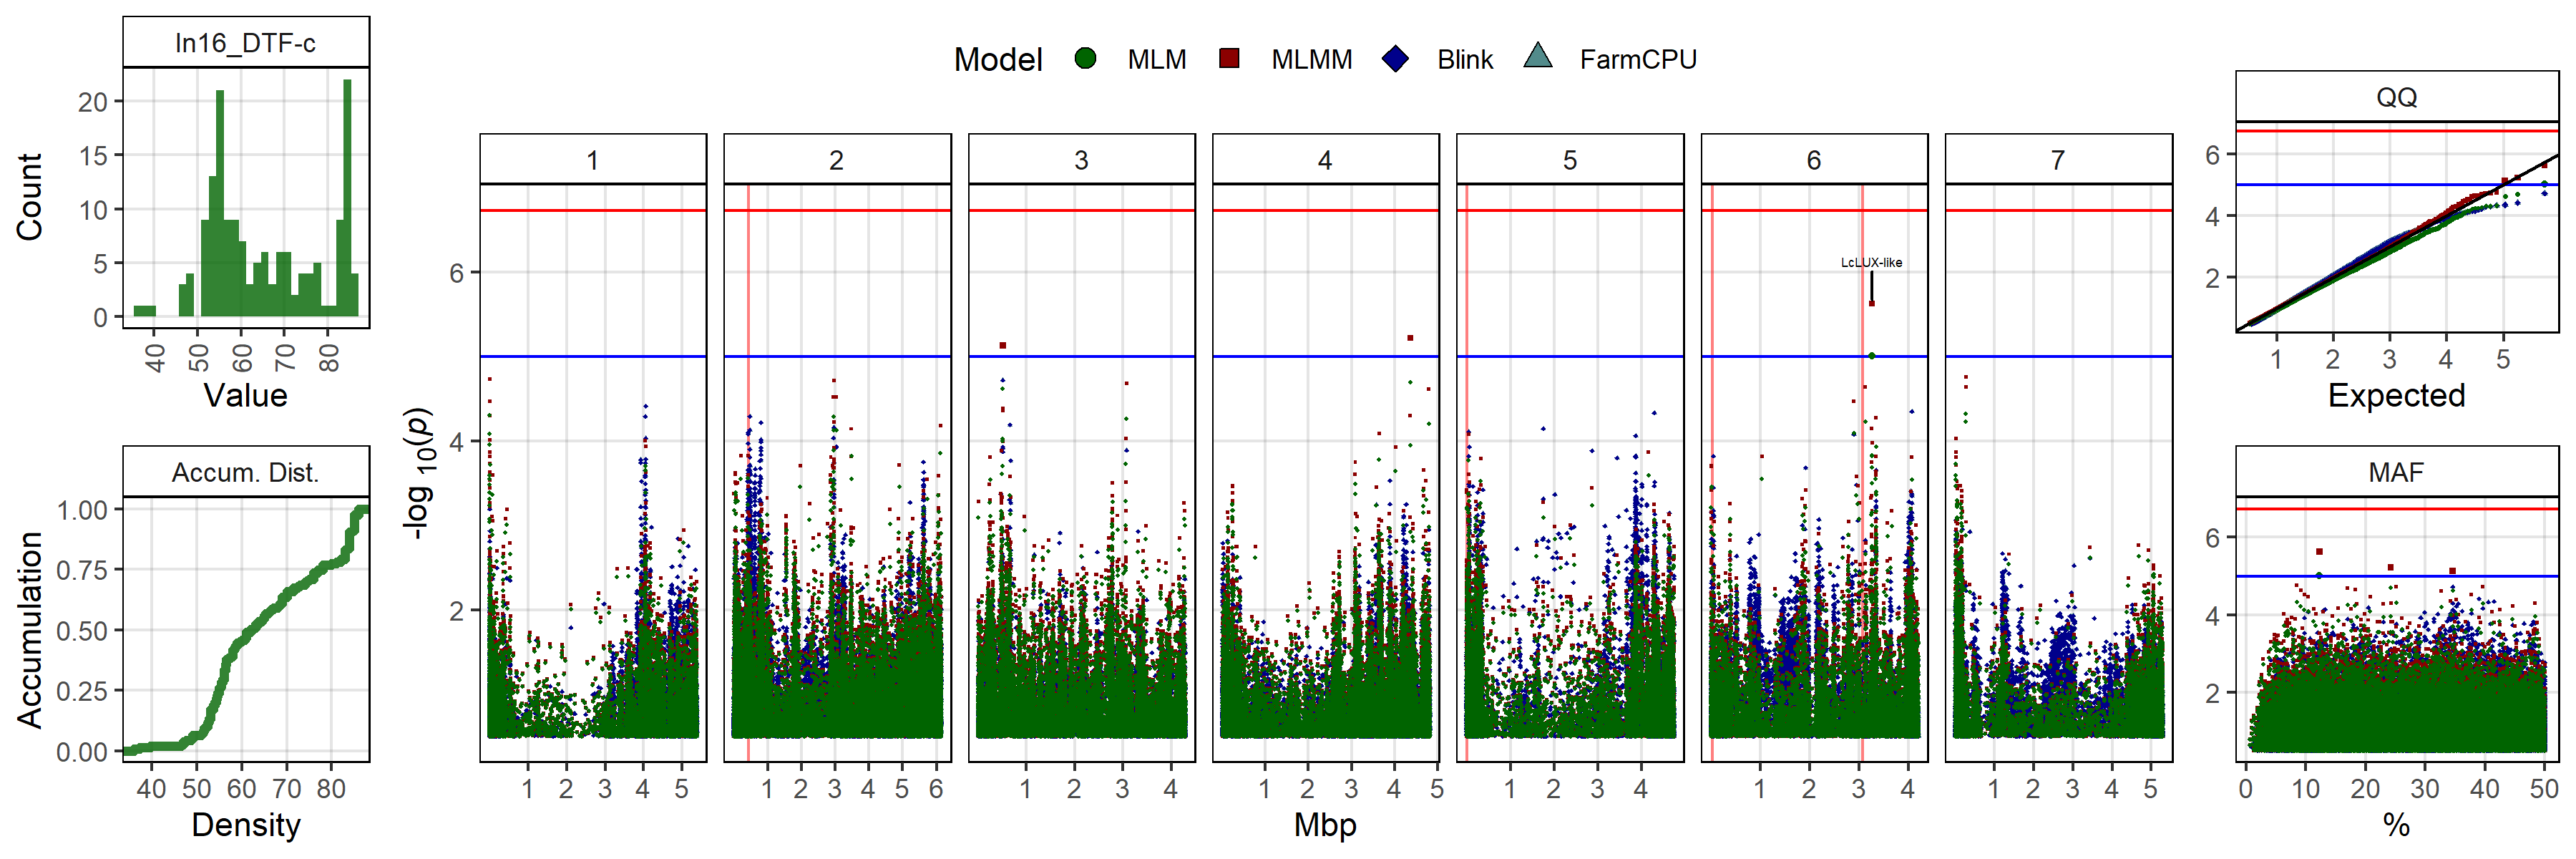 In16_DTF-c
Count
20
15
10
5
0
40 50 60 70 80
Value
Accum. Dist.
Accumulation
1.00
0.75
0.50
0.25
0.00
40 50 60 70 80
Density
Model MLM MLMM Blink FarmCPU
-log 10(p)
6
4
2
1 2 3 4 5 6 7
LcLUX-like
1 2 3 4 5
1 2 3 4 5 6
1 2 3 4
1 2 3 4 5
1 2 3 4
1 2 3 4
1 2 3 4 5
Mbp
QQ
6
4
2
1 2 3 4 5
Expected
MAF
6
4
2
0 10 20 30 40 50
%